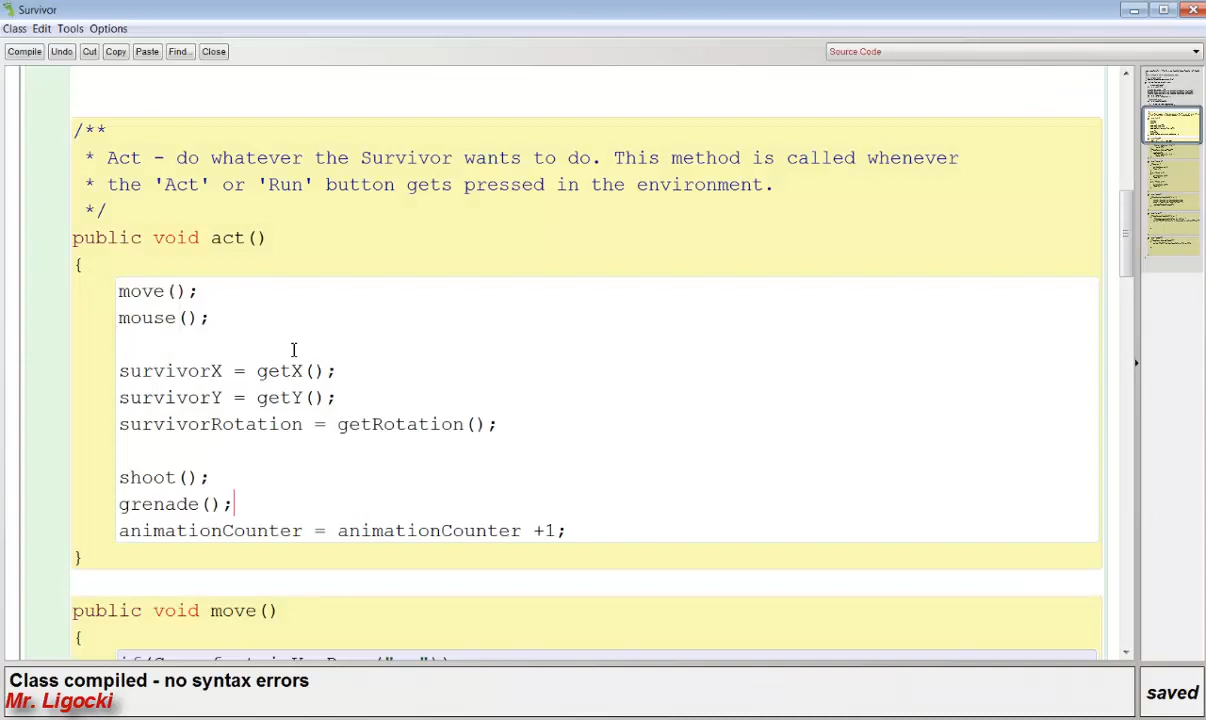 Survivor
Class Edit Tools Options
Compile Undo Cut Copy Paste Find... Close Source Code
/**
* Act - do whatever the Survivor wants to do. This method is called whenever
* the 'Act' or 'Run' button gets pressed in the environment.
*/
public void act()
{
move();
mouse();
survivorX = getX();
survivorY = getY();
survivorRotation = getRotation();
shoot();
grenade();
animationCounter = animationCounter +1;
}
public void move()
{
Class compiled - no syntax errors
Mr. Ligocki
saved